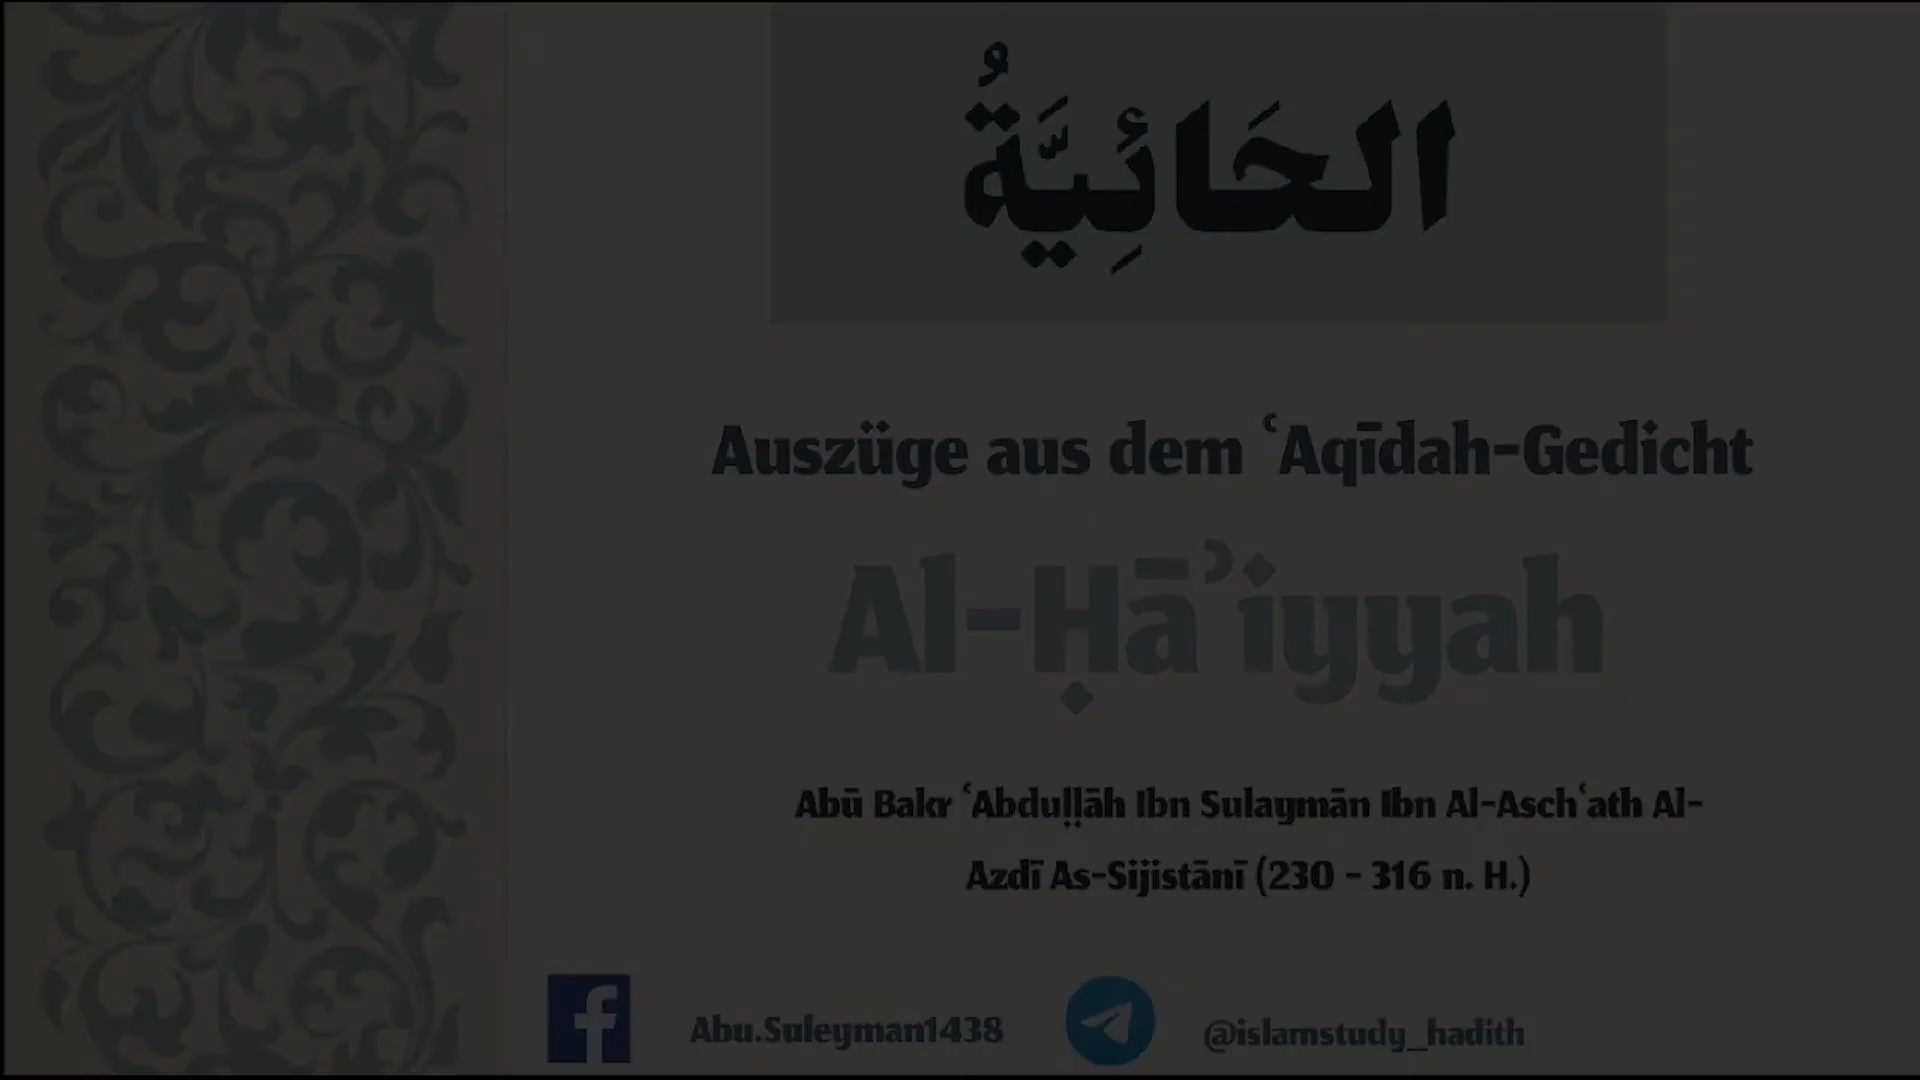 الحَائِيَّةُ
Auszüge aus dem ʿAqīdah-Gedicht
Al-Ḥāʾiyyah
Abū Bakr ʿAbduḷḷāh Ibn Sulaymān Ibn Al-Aschʿath Al-
Azdī As-Sijistānī (230 - 316 n. H.)
Abu.Suleyman1438
@islamstudy_hadith